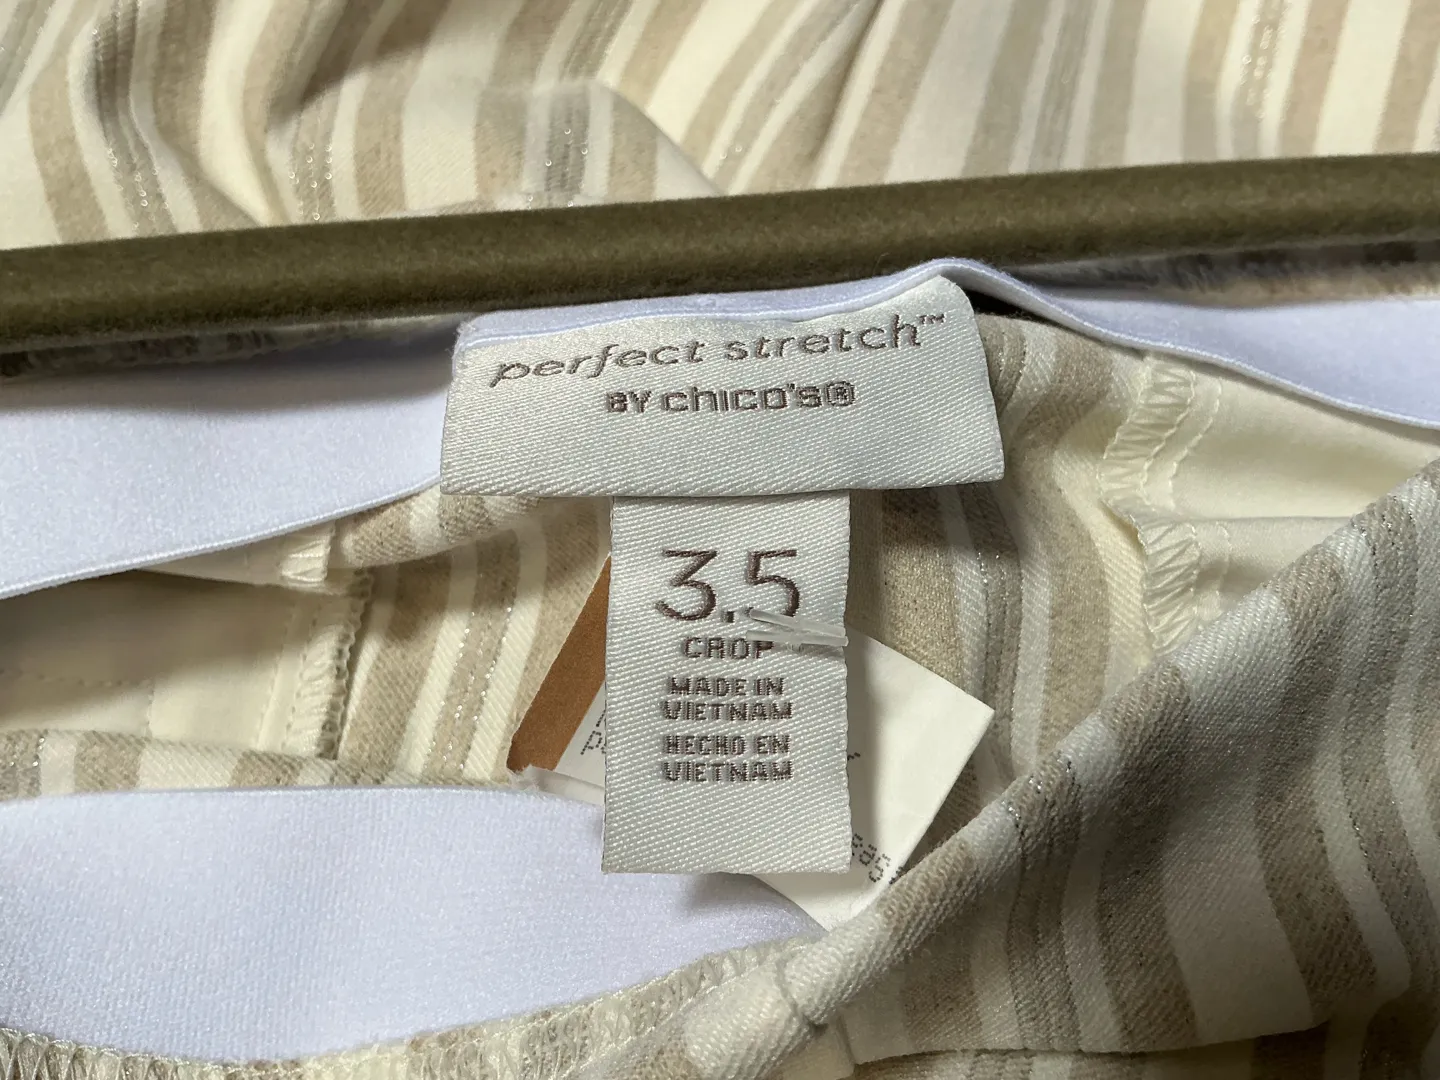 perfect stretch™
BY chico's®
3.5
CROP
MADE IN
VIETNAM
HECHO EN
VIETNAM